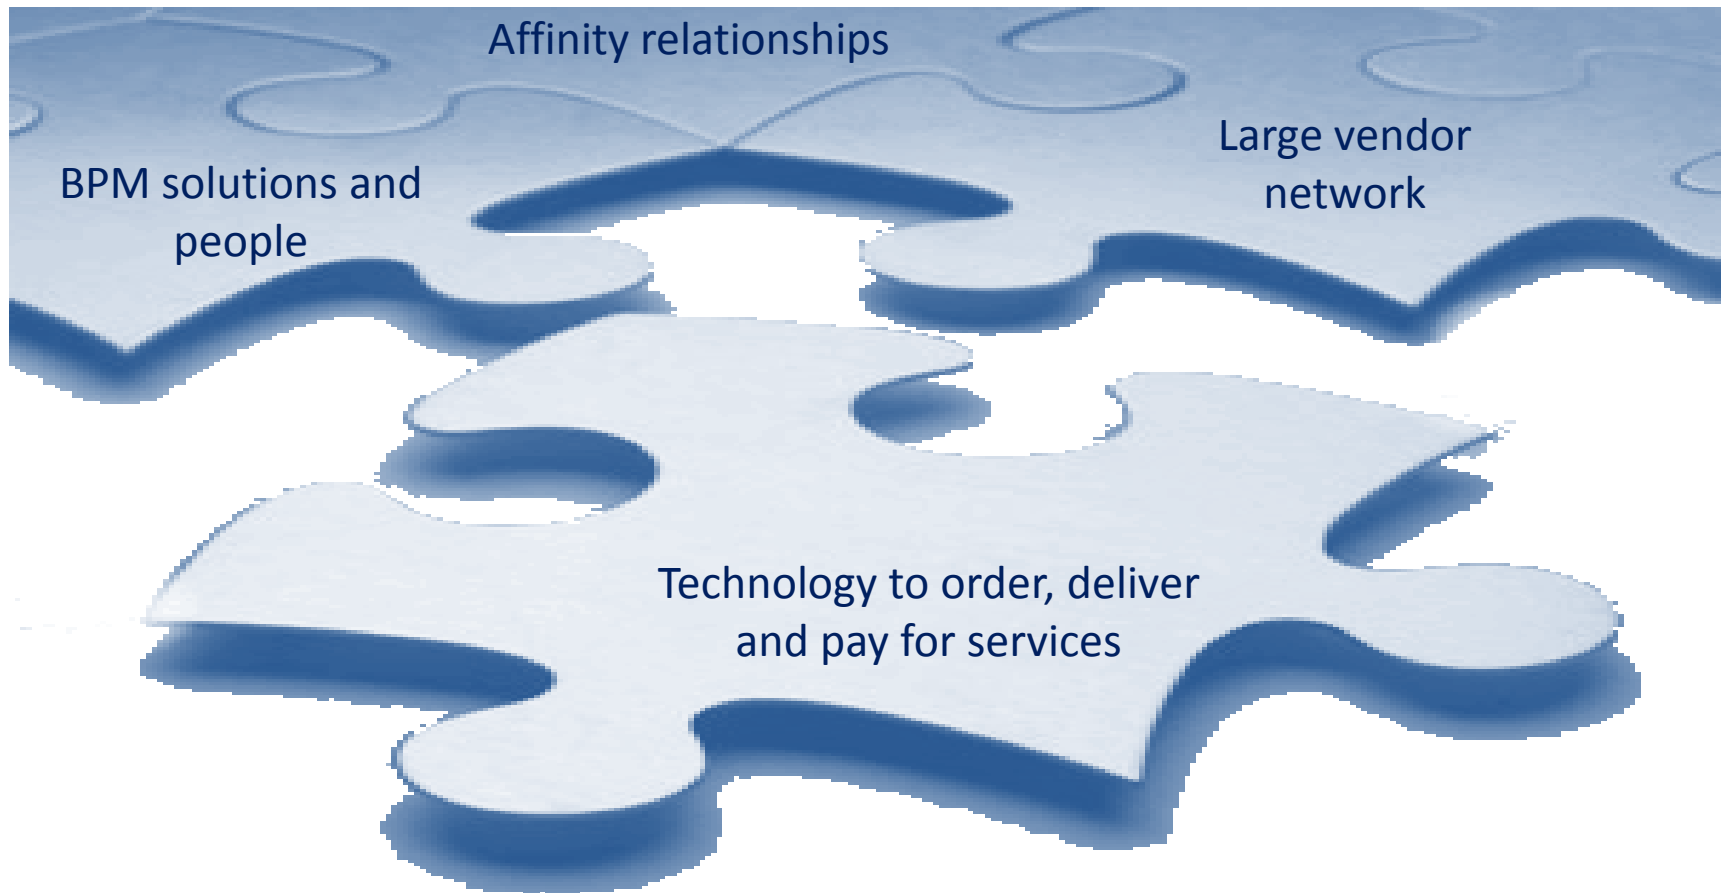 Affinity relationships
Large vendor
network
BPM solutions and
people
Technology to order, deliver
and pay for services